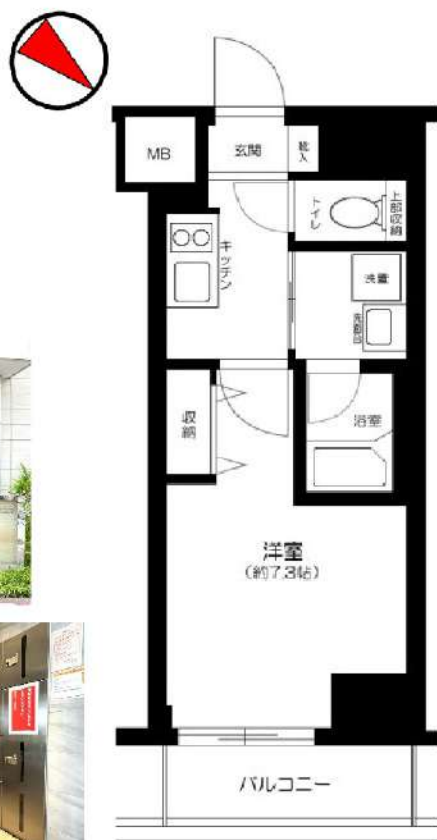 MB
玄関
靴入
トイレ
上部収納
キッチン
洗置
洗面台
収納
浴室
洋室
(約7.3帖)
バルコニー